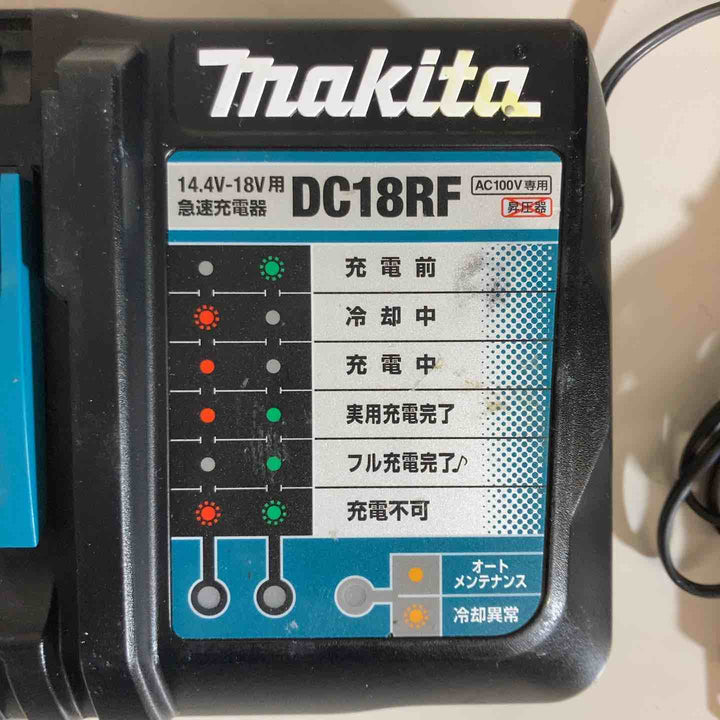 makita
14.4V-18V用
急速充電器
DC18RF
AC100V専用
昇圧器
充電前
冷却中
充電中
実用充電完了
フル充電完了♪
充電不可
オート
メンテナンス
冷却異常